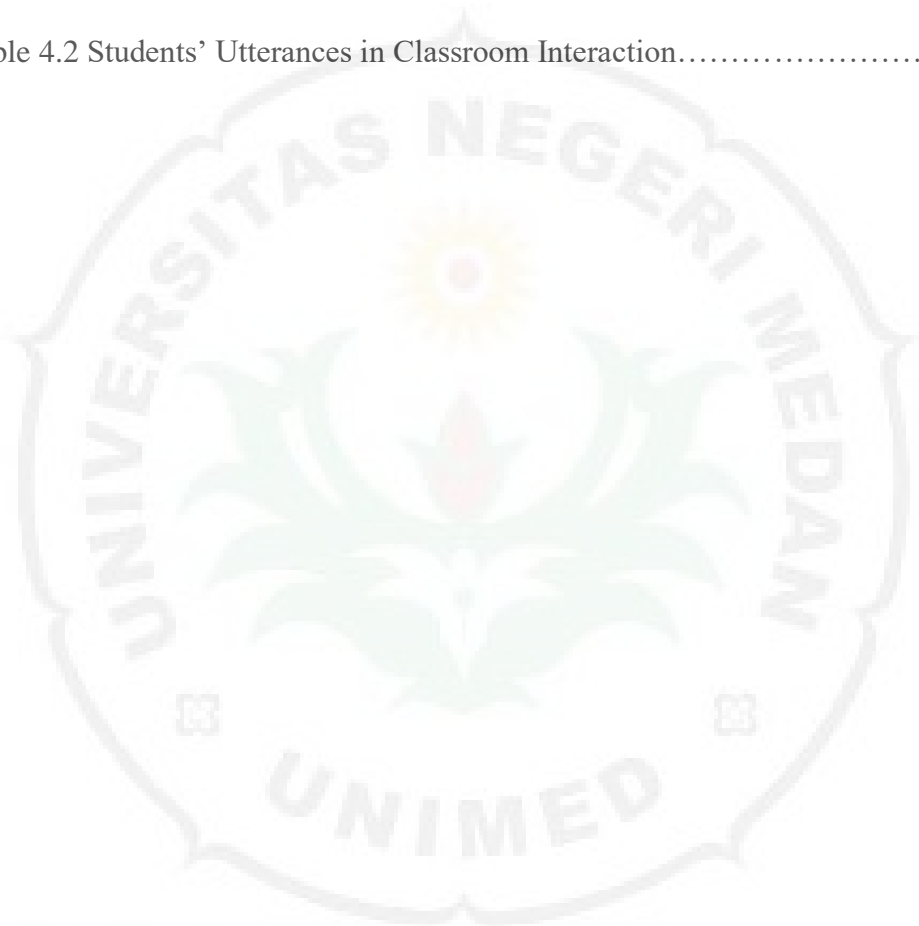 ble 4.2 Students’ Utterances in Classroom Interaction……………………
UNIVERSITAS NEGERI MEDAN
UNIMED